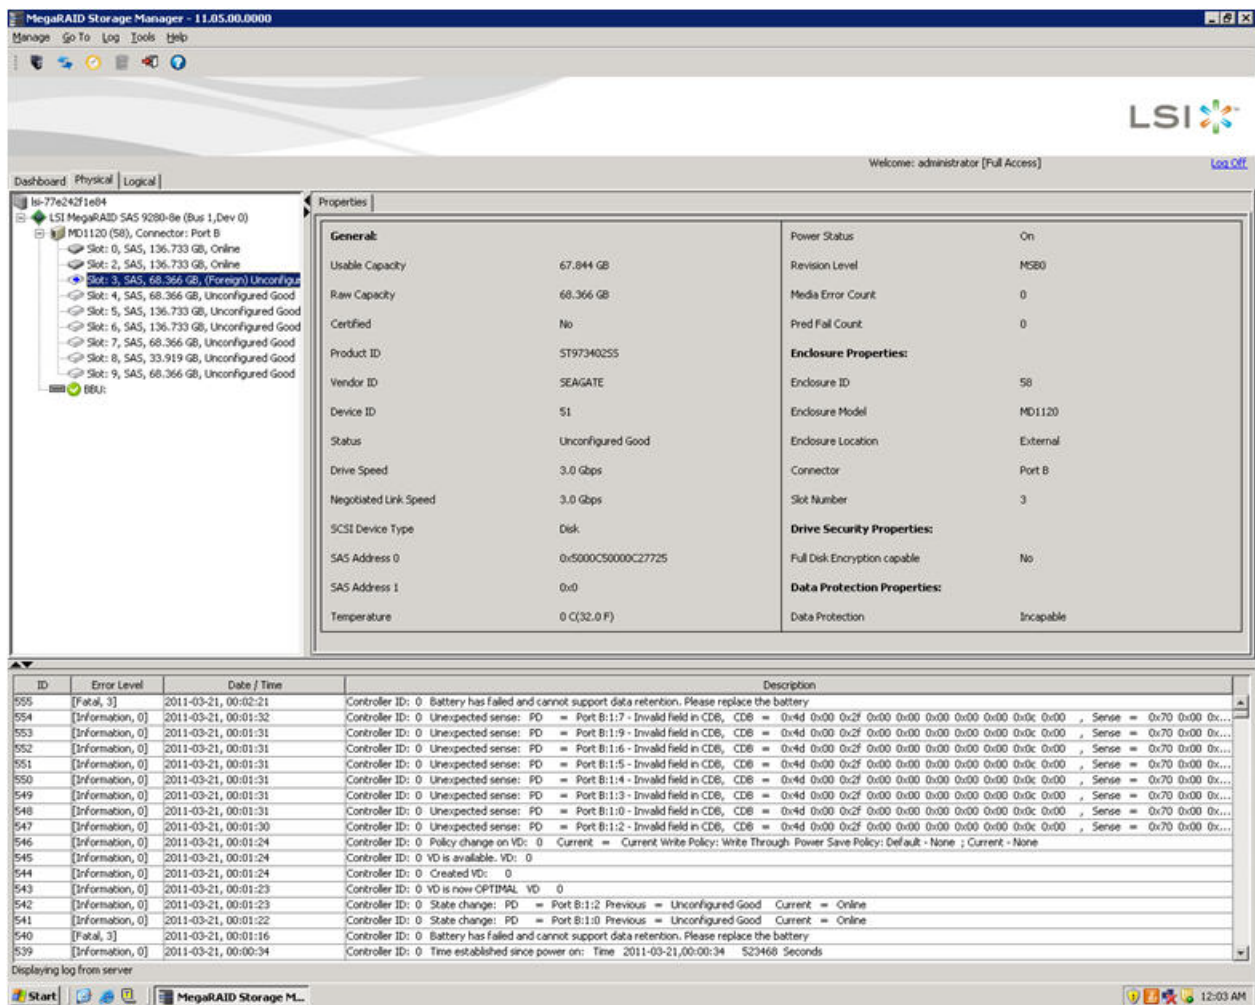 MegaRAID Storage Manager - 11.05.00.0000
Manage Go To Log Tools Help
LSI
Welcome: administrator [Full Access]
Log Off
Dashboard Physical Logical
lsi-77e242f1e84
LSI MegaRAID SAS 9280-8e (Bus 1,Dev 0)
MD1120 (58), Connector: Port B
Slot: 0, SAS, 136.733 GB, Online
Slot: 2, SAS, 136.733 GB, Online
Slot: 3, SAS, 68.366 GB, (Foreign) Unconfigur
Slot: 4, SAS, 68.366 GB, Unconfigured Good
Slot: 5, SAS, 136.733 GB, Unconfigured Good
Slot: 6, SAS, 136.733 GB, Unconfigured Good
Slot: 7, SAS, 68.366 GB, Unconfigured Good
Slot: 8, SAS, 33.919 GB, Unconfigured Good
Slot: 9, SAS, 68.366 GB, Unconfigured Good
BBU:
Properties
General:
Usable Capacity 67.844 GB
Raw Capacity 68.366 GB
Certified No
Product ID ST973402SS
Vendor ID SEAGATE
Device ID 51
Status Unconfigured Good
Drive Speed 3.0 Gbps
Negotiated Link Speed 3.0 Gbps
SCSI Device Type Disk
SAS Address 0 0x5000C50000C27725
SAS Address 1 0x0
Temperature 0 C(32.0 F)
Power Status On
Revision Level MSB0
Media Error Count 0
Pred Fail Count 0
Enclosure Properties:
Enclosure ID 58
Enclosure Model MD1120
Enclosure Location External
Connector Port B
Slot Number 3
Drive Security Properties:
Full Disk Encryption capable No
Data Protection Properties:
Data Protection Incapable
ID Error Level Date / Time Description
555 [Fatal, 3] 2011-03-21, 00:02:21 Controller ID: 0 Battery has failed and cannot support data retention. Please replace the battery
554 [Information, 0] 2011-03-21, 00:01:32 Controller ID: 0 Unexpected sense: PD = Port B:1:7 - Invalid field in CDB, CDB = 0x4d 0x00 0x2f 0x00 0x00 0x00 0x00 0x00 0x0c 0x00 , Sense = 0x70 0x00 0x...
553 [Information, 0] 2011-03-21, 00:01:31 Controller ID: 0 Unexpected sense: PD = Port B:1:9 - Invalid field in CDB, CDB = 0x4d 0x00 0x2f 0x00 0x00 0x00 0x00 0x00 0x0c 0x00 , Sense = 0x70 0x00 0x...
552 [Information, 0] 2011-03-21, 00:01:31 Controller ID: 0 Unexpected sense: PD = Port B:1:6 - Invalid field in CDB, CDB = 0x4d 0x00 0x2f 0x00 0x00 0x00 0x00 0x00 0x0c 0x00 , Sense = 0x70 0x00 0x...
551 [Information, 0] 2011-03-21, 00:01:31 Controller ID: 0 Unexpected sense: PD = Port B:1:5 - Invalid field in CDB, CDB = 0x4d 0x00 0x2f 0x00 0x00 0x00 0x00 0x00 0x0c 0x00 , Sense = 0x70 0x00 0x...
550 [Information, 0] 2011-03-21, 00:01:31 Controller ID: 0 Unexpected sense: PD = Port B:1:4 - Invalid field in CDB, CDB = 0x4d 0x00 0x2f 0x00 0x00 0x00 0x00 0x00 0x0c 0x00 , Sense = 0x70 0x00 0x...
549 [Information, 0] 2011-03-21, 00:01:31 Controller ID: 0 Unexpected sense: PD = Port B:1:3 - Invalid field in CDB, CDB = 0x4d 0x00 0x2f 0x00 0x00 0x00 0x00 0x00 0x0c 0x00 , Sense = 0x70 0x00 0x...
548 [Information, 0] 2011-03-21, 00:01:31 Controller ID: 0 Unexpected sense: PD = Port B:1:0 - Invalid field in CDB, CDB = 0x4d 0x00 0x2f 0x00 0x00 0x00 0x00 0x00 0x0c 0x00 , Sense = 0x70 0x00 0x...
547 [Information, 0] 2011-03-21, 00:01:30 Controller ID: 0 Unexpected sense: PD = Port B:1:2 - Invalid field in CDB, CDB = 0x4d 0x00 0x2f 0x00 0x00 0x00 0x00 0x00 0x0c 0x00 , Sense = 0x70 0x00 0x...
546 [Information, 0] 2011-03-21, 00:01:24 Controller ID: 0 Policy change on VD: 0 Current = Current Write Policy: Write Through Power Save Policy: Default - None ; Current - None
545 [Information, 0] 2011-03-21, 00:01:24 Controller ID: 0 VD is available. VD: 0
544 [Information, 0] 2011-03-21, 00:01:24 Controller ID: 0 Created VD: 0
543 [Information, 0] 2011-03-21, 00:01:23 Controller ID: 0 VD is now OPTIMAL VD 0
542 [Information, 0] 2011-03-21, 00:01:23 Controller ID: 0 State change: PD = Port B:1:2 Previous = Unconfigured Good Current = Online
541 [Information, 0] 2011-03-21, 00:01:22 Controller ID: 0 State change: PD = Port B:1:0 Previous = Unconfigured Good Current = Online
540 [Fatal, 3] 2011-03-21, 00:01:16 Controller ID: 0 Battery has failed and cannot support data retention. Please replace the battery
539 [Information, 0] 2011-03-21, 00:00:34 Controller ID: 0 Time established since power on: Time 2011-03-21,00:00:34 523468 Seconds
Displaying log from server
Start MegaRAID Storage M... 12:03 AM